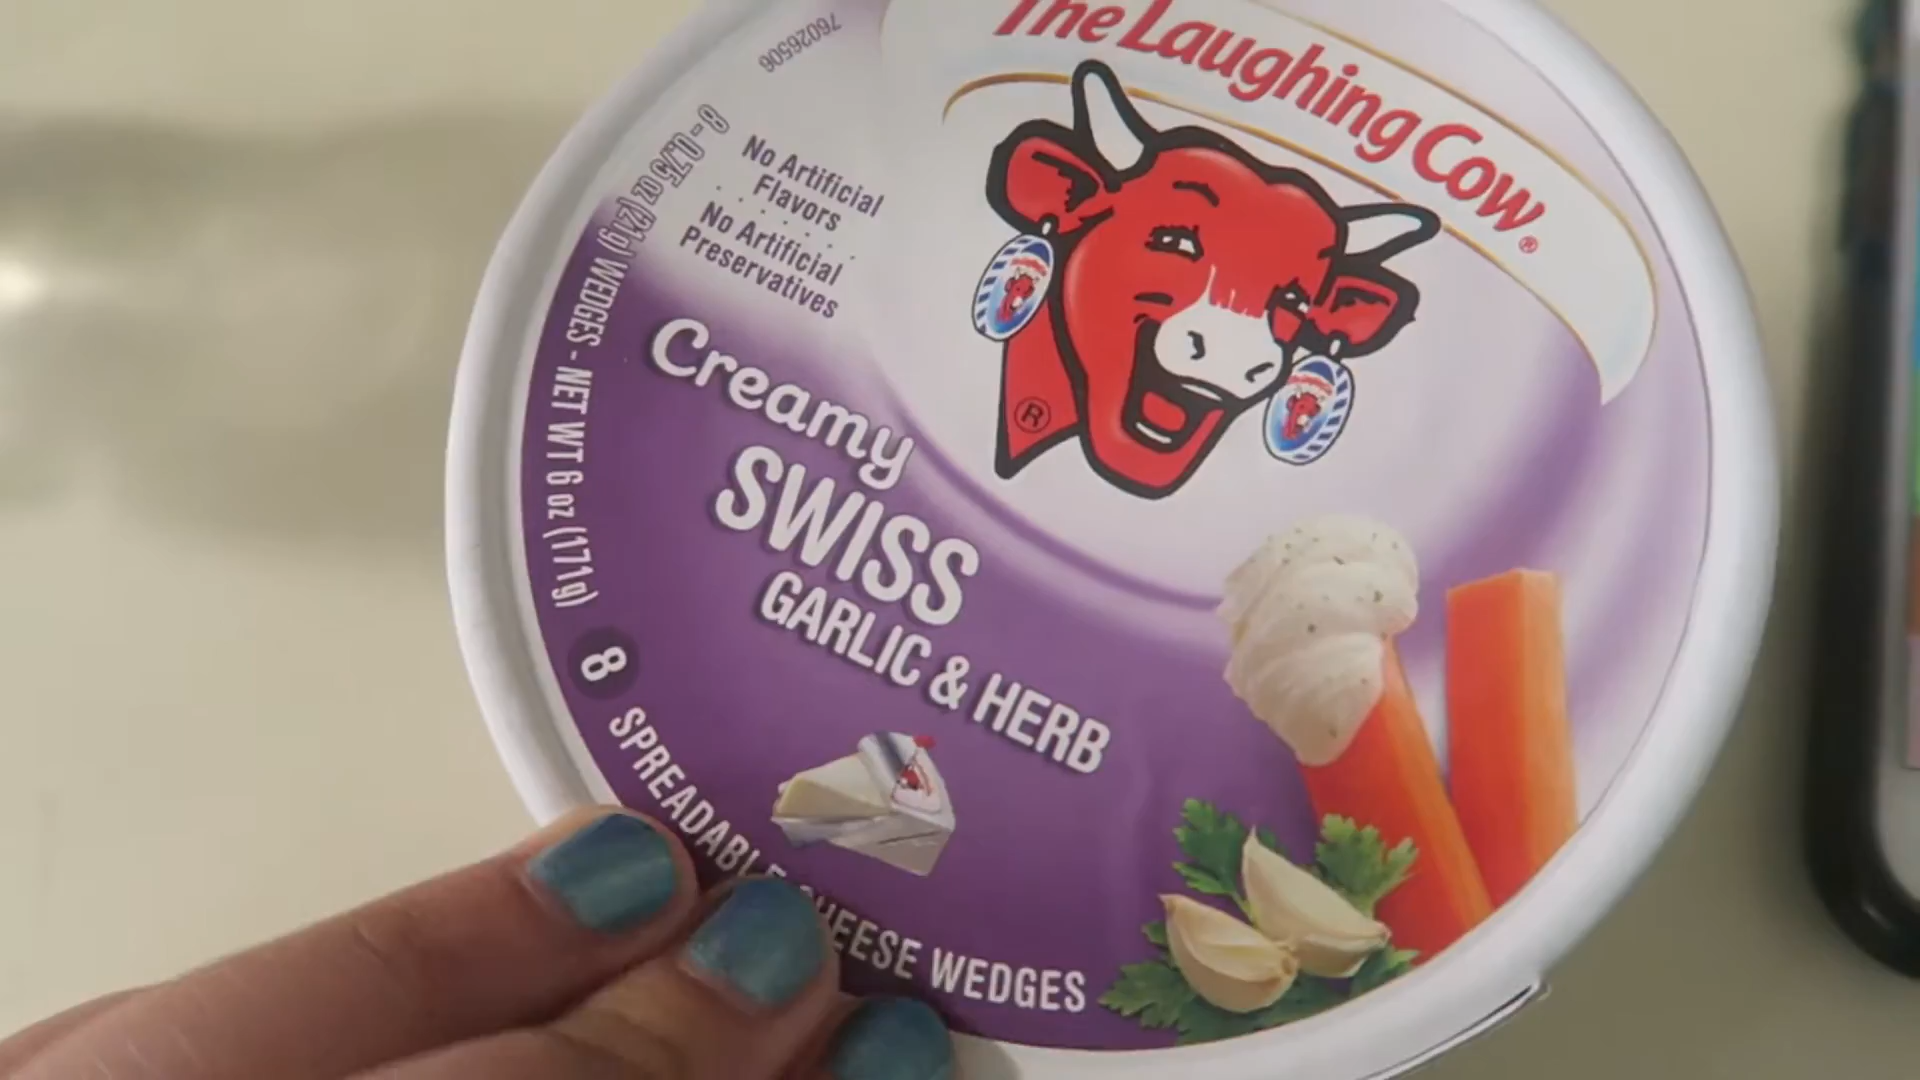 The Laughing Cow®
76026506
No Artificial
Flavors
No Artificial
Preservatives
8 - 0.75 oz (21g) WEDGES - NET WT 6 oz (171g)
®
Creamy
SWISS
GARLIC & HERB
8 SPREADABLE CHEESE WEDGES